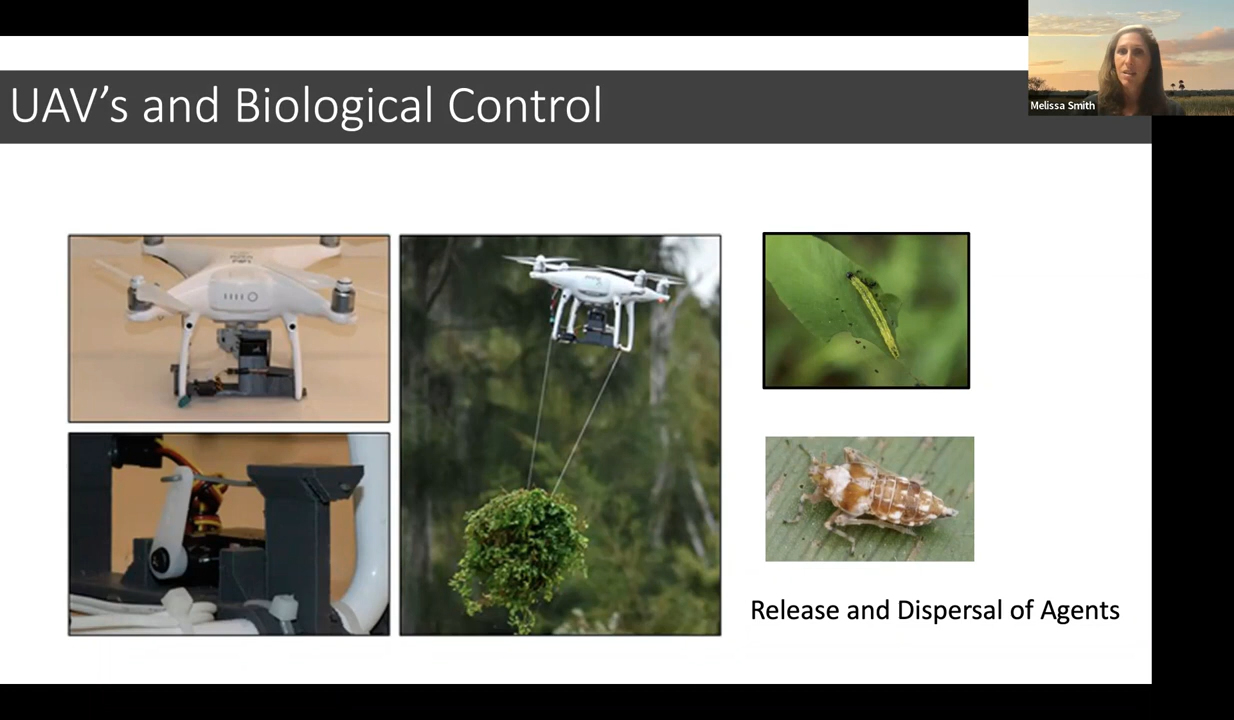 UAV’s and Biological Control
Melissa Smith
Release and Dispersal of Agents